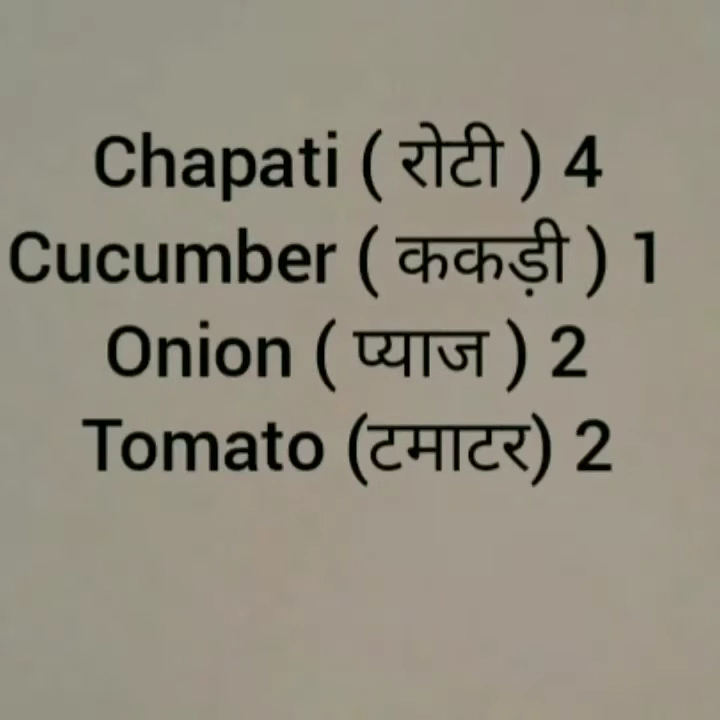 Chapati ( रोटी ) 4
Cucumber ( ककड़ी ) 1
Onion ( प्याज ) 2
Tomato (टमाटर) 2